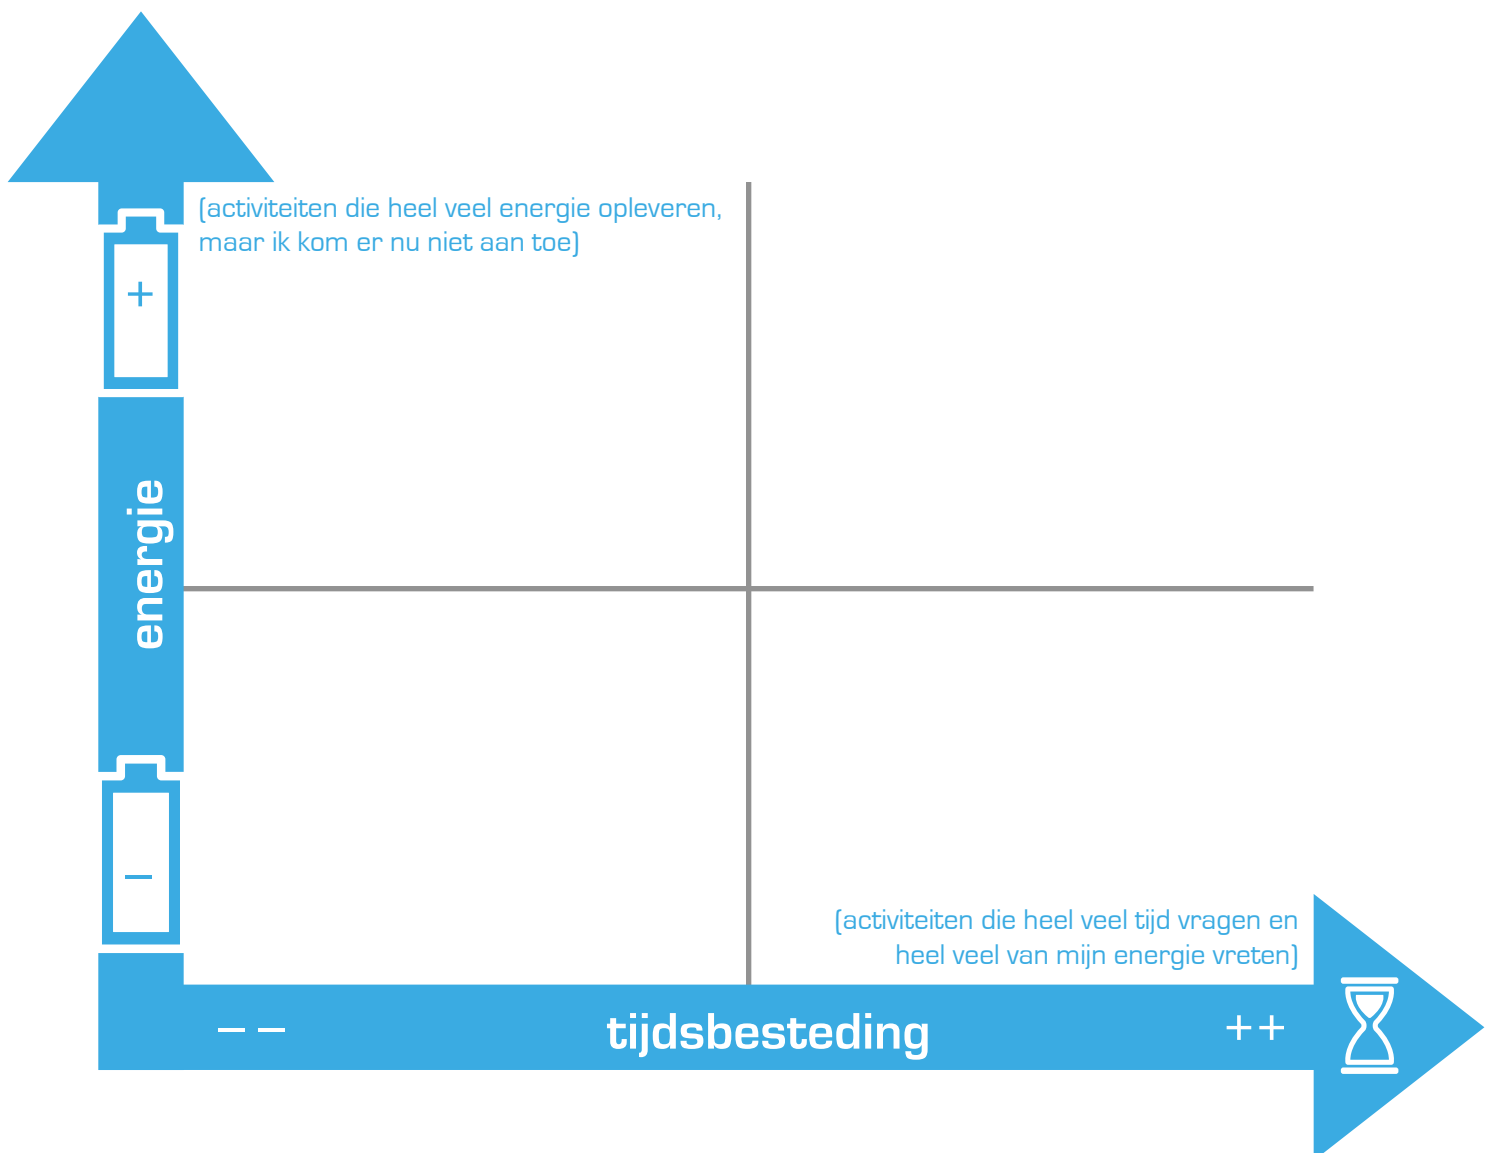 (activiteiten die heel veel energie opleveren,
maar ik kom er nu niet aan toe)
+
energie
–
(activiteiten die heel veel tijd vragen en
heel veel van mijn energie vreten)
– – tijdsbesteding ++